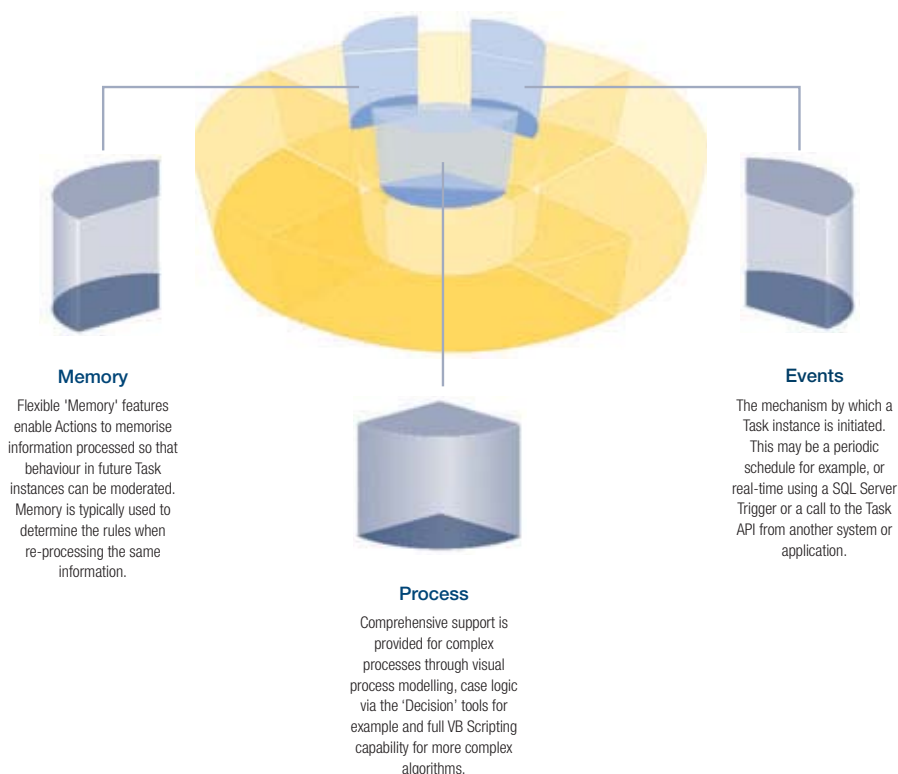 Memory
Flexible 'Memory' features
enable Actions to memorise
information processed so that
behaviour in future Task
instances can be moderated.
Memory is typically used to
determine the rules when
re-processing the same
information.
Process
Comprehensive support is
provided for complex
processes through visual
process modelling, case logic
via the ‘Decision’ tools for
example and full VB Scripting
capability for more complex
algorithms.
Events
The mechanism by which a
Task instance is initiated.
This may be a periodic
schedule for example, or
real-time using a SQL Server
Trigger or a call to the Task
API from another system or
application.